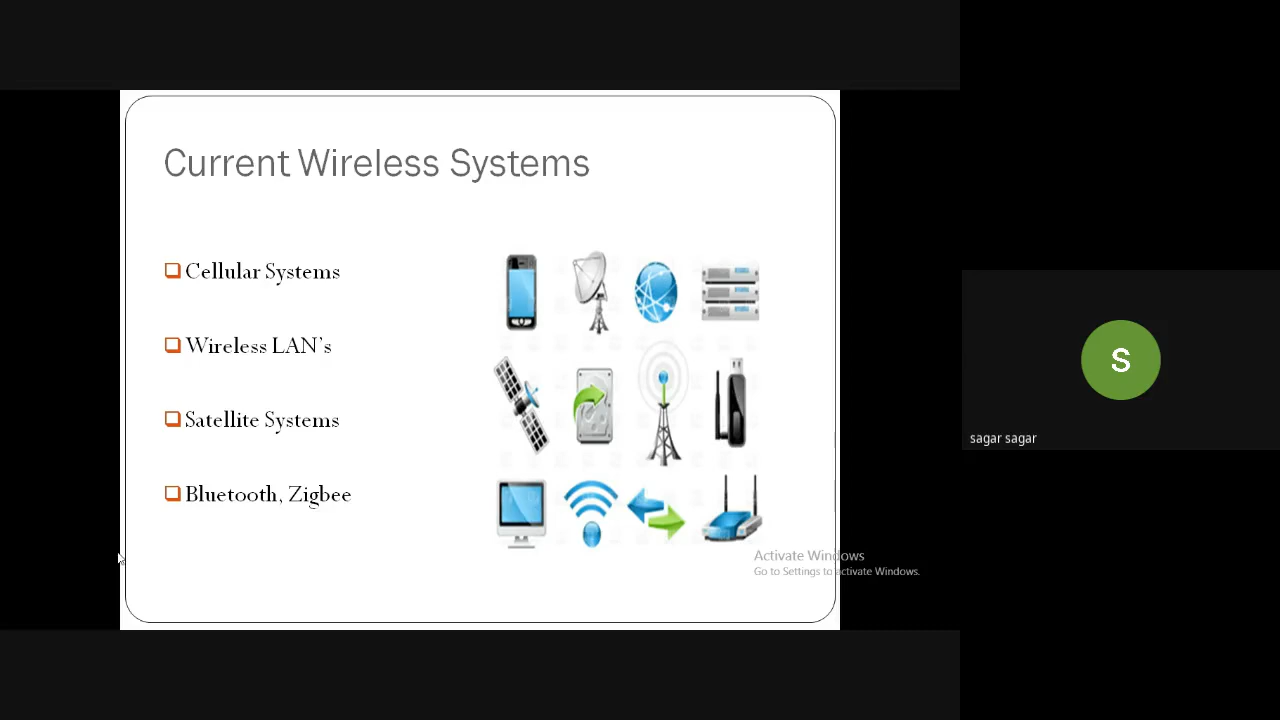 Current Wireless Systems
Cellular Systems
Wireless LAN's
Satellite Systems
Bluetooth, Zigbee
Activate Windows
Go to Settings to activate Windows.
S
sagar sagar